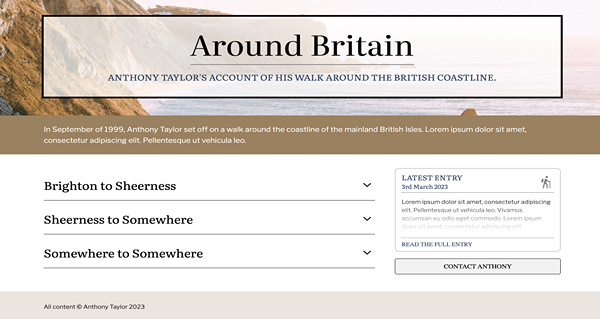 Around Britain
ANTHONY TAYLOR'S ACCOUNT OF HIS WALK AROUND THE BRITISH COASTLINE.
In September of 1999, Anthony Taylor set off on a walk around the coastline of the mainland British Isles. Lorem ipsum dolor sit amet,
consectetur adipiscing elit. Pellentesque ut vehicula leo.
Brighton to Sheerness
Sheerness to Somewhere
Somewhere to Somewhere
LATEST ENTRY
3rd March 2023
Lorem ipsum dolor sit amet, consectetur adipiscing
elit. Pellentesque ut vehicula leo. Vivamus
accumsan eu odio eget commodo. Lorem ipsum
dolor sit amet, consectetur adipiscing elit.
READ THE FULL ENTRY
CONTACT ANTHONY
All content © Anthony Taylor 2023